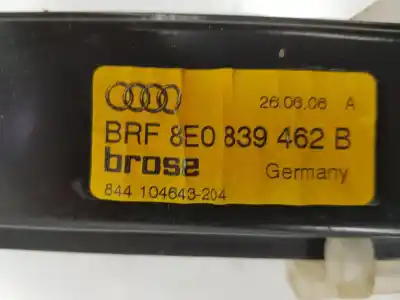 26.06.06 A
BRF 8E0 839 462 B
brose Germany
844 104643-204